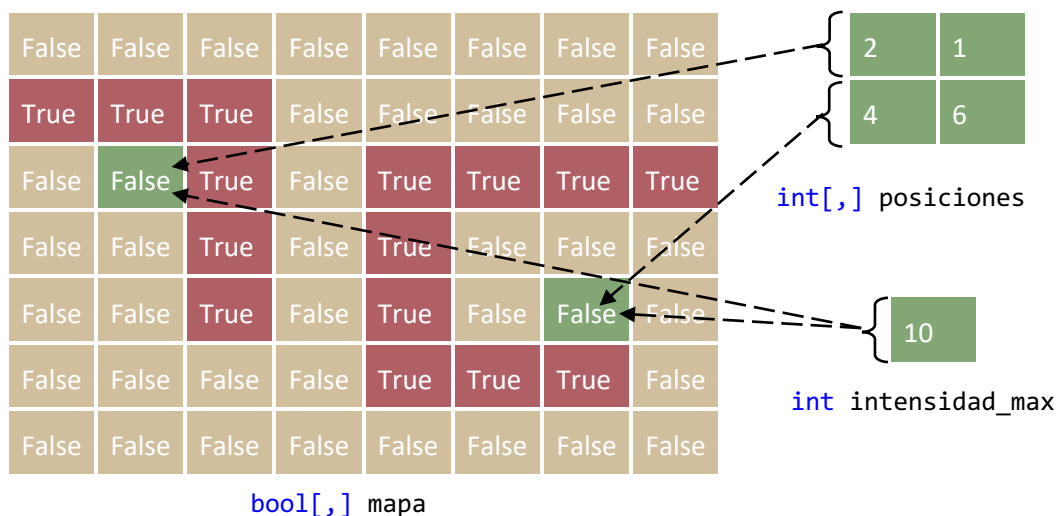 False False False False False False False False
True True True False False False False False
False False True False True True True True
False False True False True False False False
False False True False True False False False
False False False False True True True False
False False False False False False False False
bool[,] mapa
2 1
4 6
int[,] posiciones
10
int intensidad_max